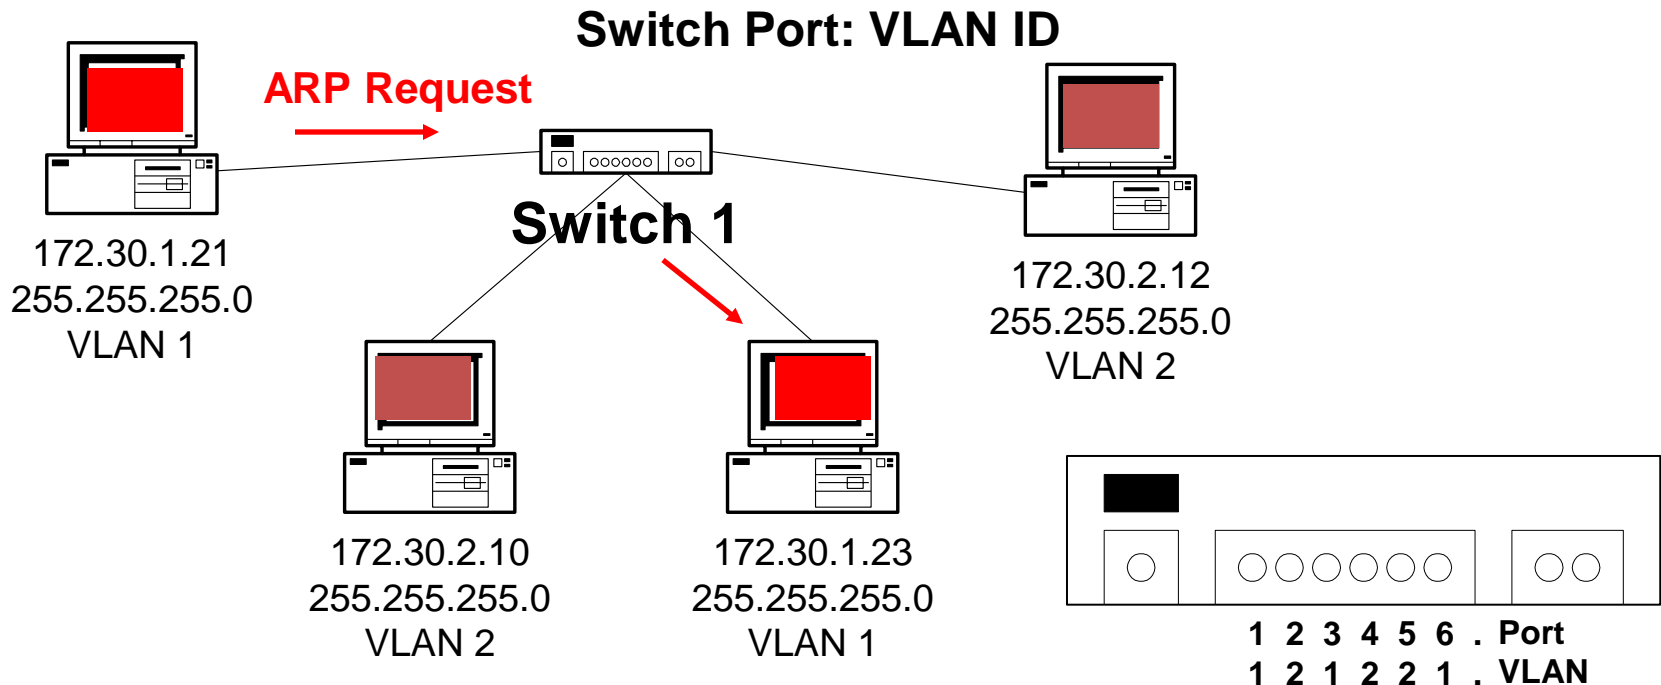 Switch Port: VLAN ID
ARP Request
Switch 1
172.30.1.21
255.255.255.0
VLAN 1
172.30.2.12
255.255.255.0
VLAN 2
172.30.2.10
255.255.255.0
VLAN 2
172.30.1.23
255.255.255.0
VLAN 1
1 2 3 4 5 6 . Port
1 2 1 2 2 1 . VLAN